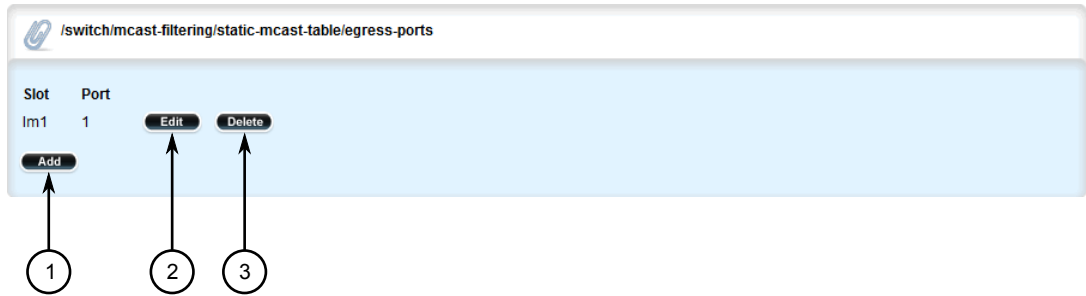 /switch/mcast-filtering/static-mcast-table/egress-ports
Slot Port
lm1 1 Edit Delete
Add
1 2 3